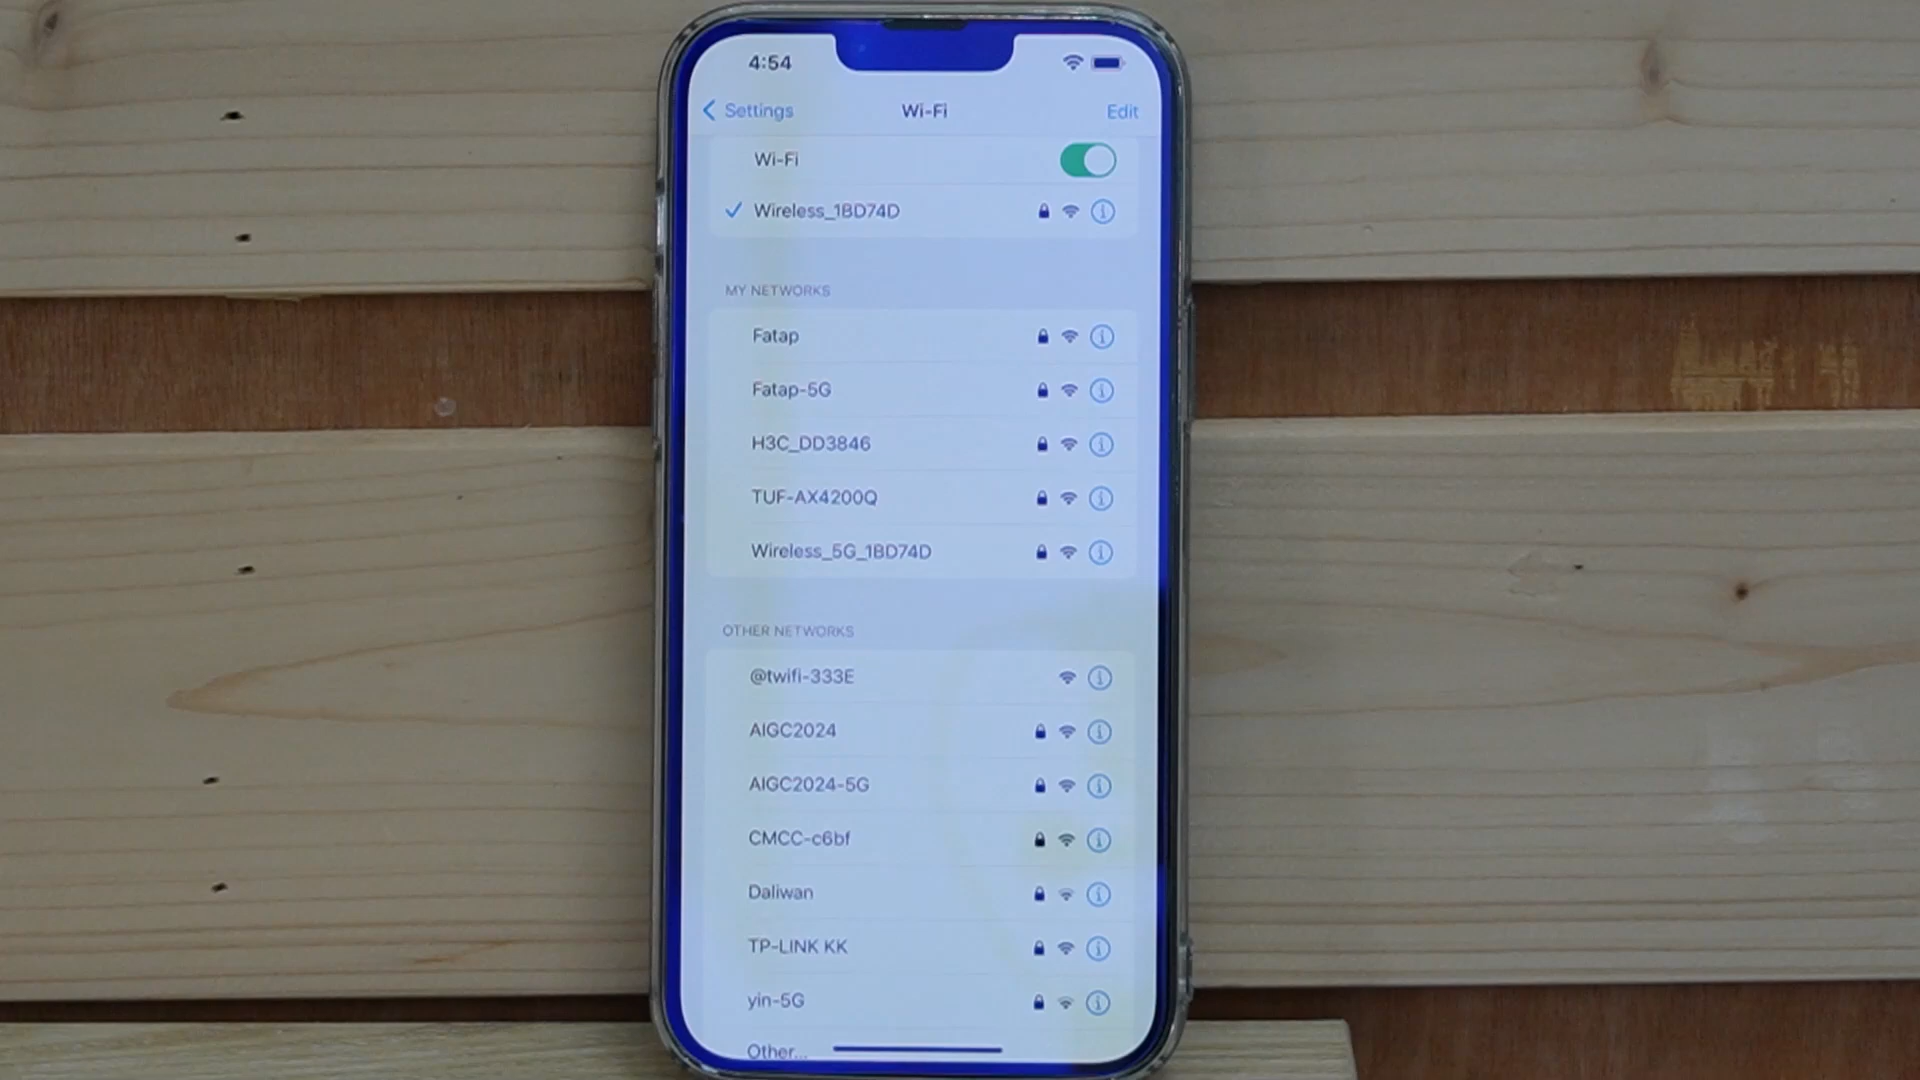 4:54
Settings
Wi-Fi
Edit
Wi-Fi
Wireless_1BD74D
MY NETWORKS
Fatap
Fatap-5G
H3C_DD3846
TUF-AX4200Q
Wireless_5G_1BD74D
OTHER NETWORKS
@twifi-333E
AIGC2024
AIGC2024-5G
CMCC-c6bf
Daliwan
TP-LINK KK
yin-5G
Other...